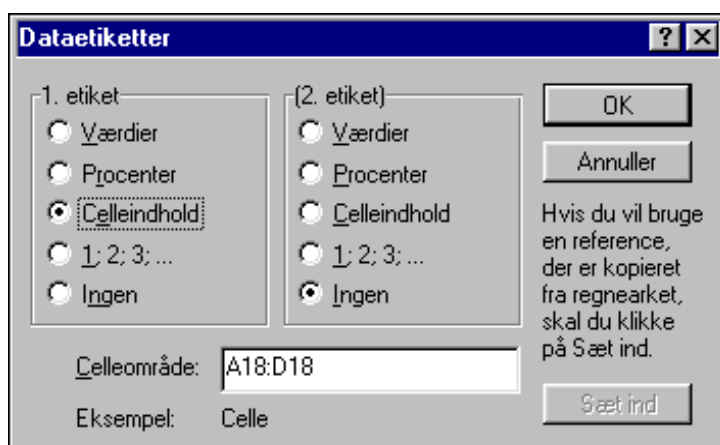 Dataetiketter
1. etiket
Værdier
Procenter
Celleindhold
1; 2; 3; ...
Ingen
(2. etiket)
Værdier
Procenter
Celleindhold
1; 2; 3; ...
Ingen
Celleområde: A18:D18
Eksempel: Celle
OK
Annuller
Hvis du vil bruge
en reference,
der er kopieret
fra regnearket,
skal du klikke
på Sæt ind.
Sæt ind